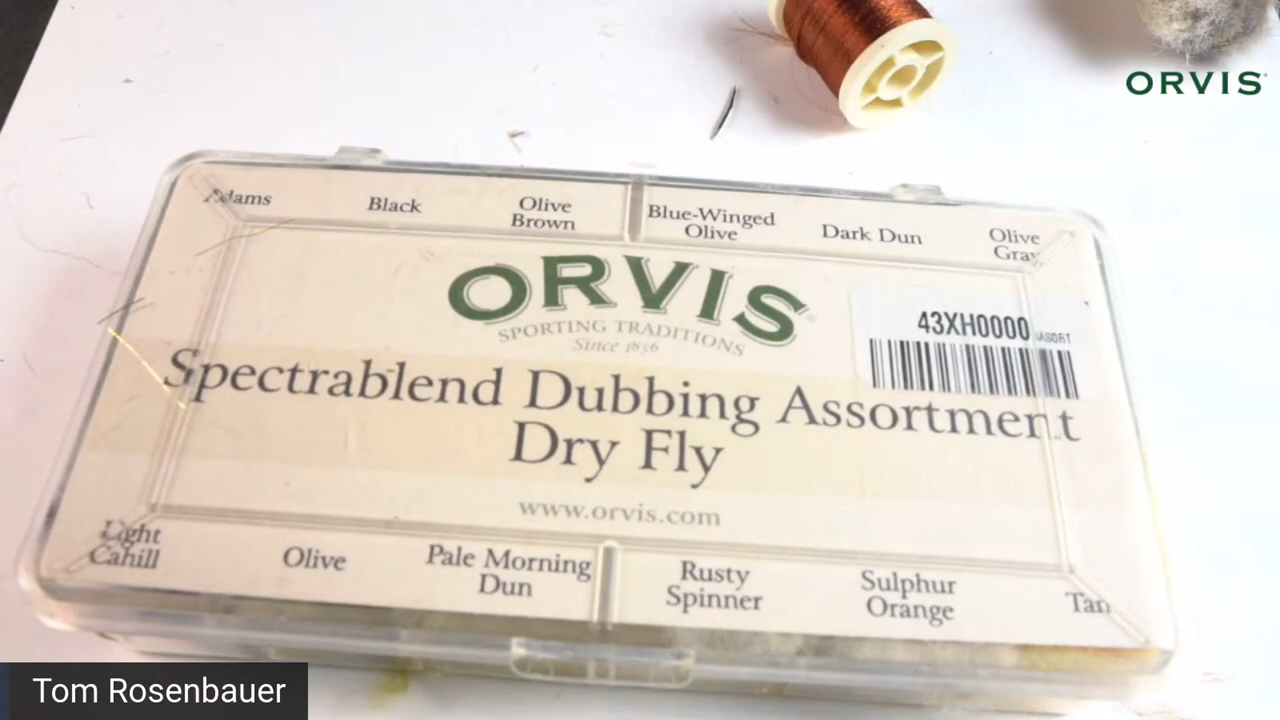 ORVIS
Adams
Black
Olive
Brown
Blue-Winged
Olive
Dark Dun
Olive
Gray
ORVIS
SPORTING TRADITIONS
Since 1856
43XH0000 ASORT
Spectrablend Dubbing Assortment
Dry Fly
www.orvis.com
Light
Cahill
Olive
Pale Morning
Dun
Rusty
Spinner
Sulphur
Orange
Tan
Tom Rosenbauer